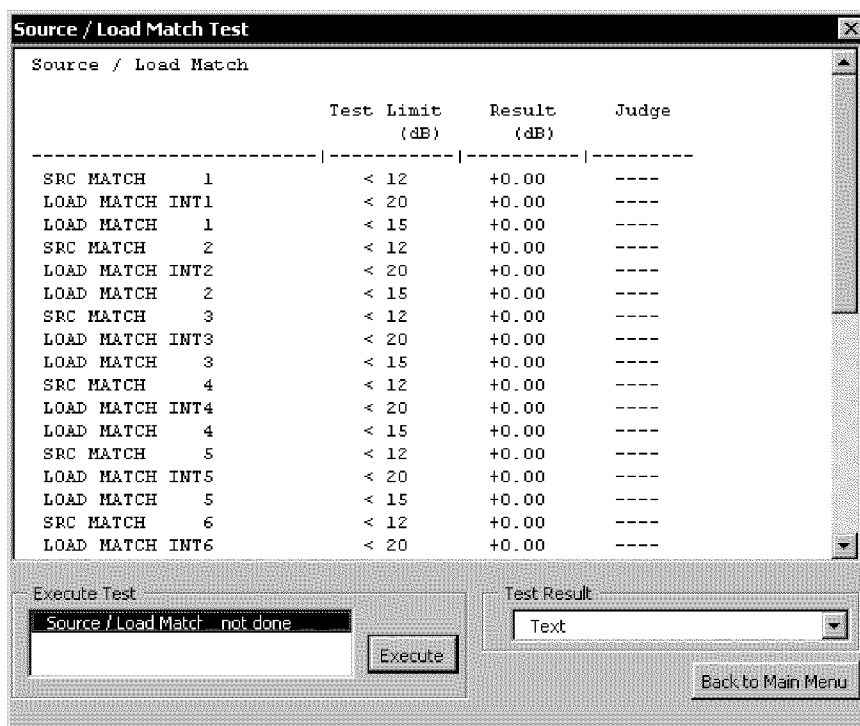 Source / Load Match Test
Source / Load Match
Test Limit Result Judge
(dB) (dB)
-------------------------|-----------|----------|---------
SRC MATCH 1 < 12 +0.00 ----
LOAD MATCH INT1 < 20 +0.00 ----
LOAD MATCH 1 < 15 +0.00 ----
SRC MATCH 2 < 12 +0.00 ----
LOAD MATCH INT2 < 20 +0.00 ----
LOAD MATCH 2 < 15 +0.00 ----
SRC MATCH 3 < 12 +0.00 ----
LOAD MATCH INT3 < 20 +0.00 ----
LOAD MATCH 3 < 15 +0.00 ----
SRC MATCH 4 < 12 +0.00 ----
LOAD MATCH INT4 < 20 +0.00 ----
LOAD MATCH 4 < 15 +0.00 ----
SRC MATCH 5 < 12 +0.00 ----
LOAD MATCH INT5 < 20 +0.00 ----
LOAD MATCH 5 < 15 +0.00 ----
SRC MATCH 6 < 12 +0.00 ----
LOAD MATCH INT6 < 20 +0.00 ----
Execute Test
Source / Load Match not done
Execute
Test Result
Text
Back to Main Menu